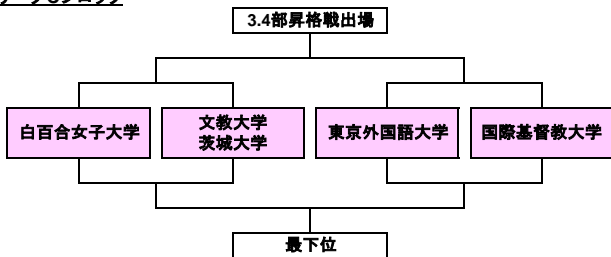 3.4部昇格戦出場
白百合女子大学
文教大学
茨城大学
東京外国語大学
国際基督教大学
最下位